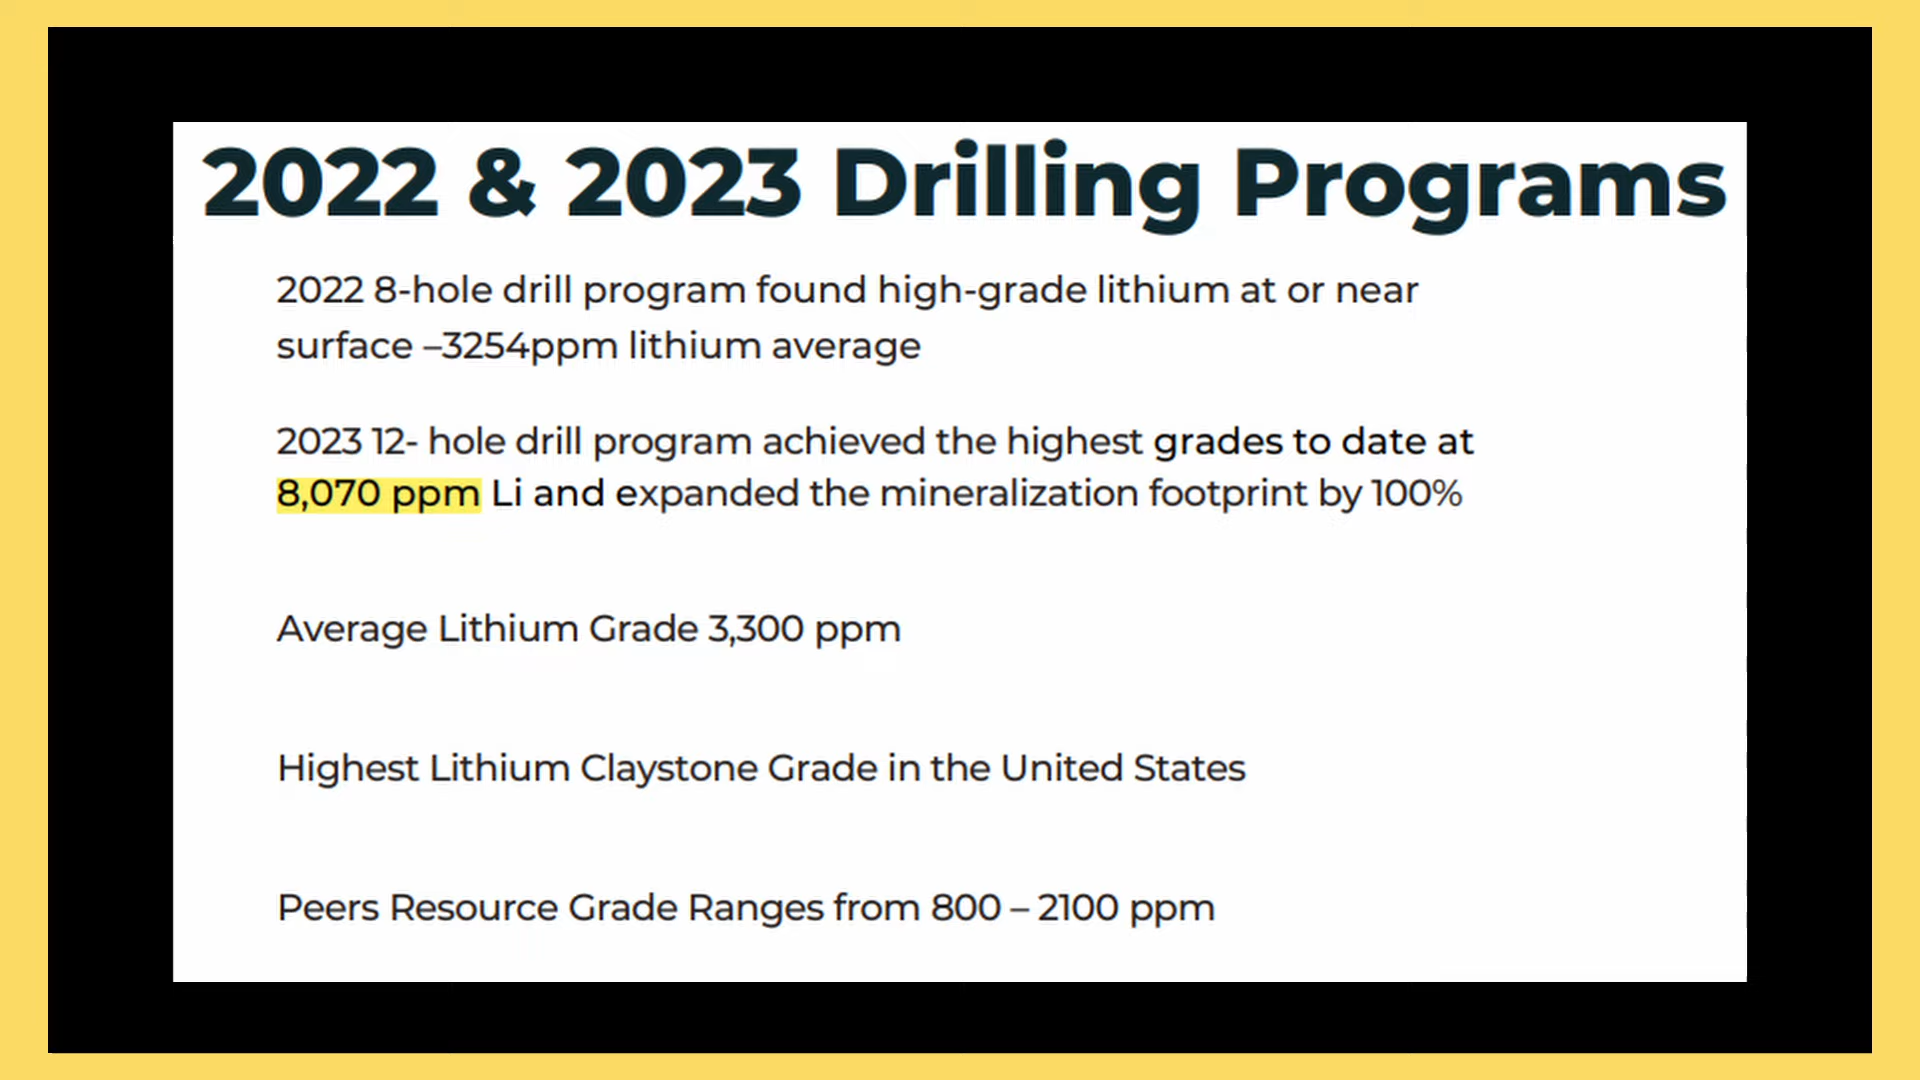 2022 & 2023 Drilling Programs
2022 8-hole drill program found high-grade lithium at or near
surface –3254ppm lithium average
2023 12- hole drill program achieved the highest grades to date at
8,070 ppm Li and expanded the mineralization footprint by 100%
Average Lithium Grade 3,300 ppm
Highest Lithium Claystone Grade in the United States
Peers Resource Grade Ranges from 800 – 2100 ppm